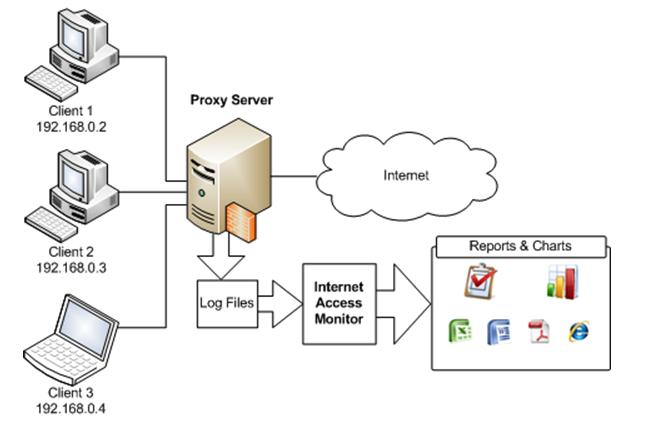 Client 1
192.168.0.2
Proxy Server
Client 2
192.168.0.3
Internet
Reports & Charts
Log Files
Internet
Access
Monitor
Client 3
192.168.0.4